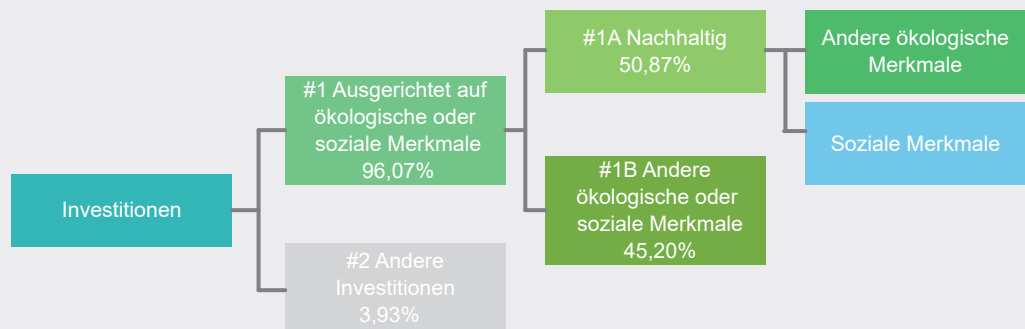 Investitionen
#1 Ausgerichtet auf
ökologische oder
soziale Merkmale
96,07%
#2 Andere
Investitionen
3,93%
#1A Nachhaltig
50,87%
#1B Andere
ökologische oder
soziale Merkmale
45,20%
Andere ökologische
Merkmale
Soziale Merkmale